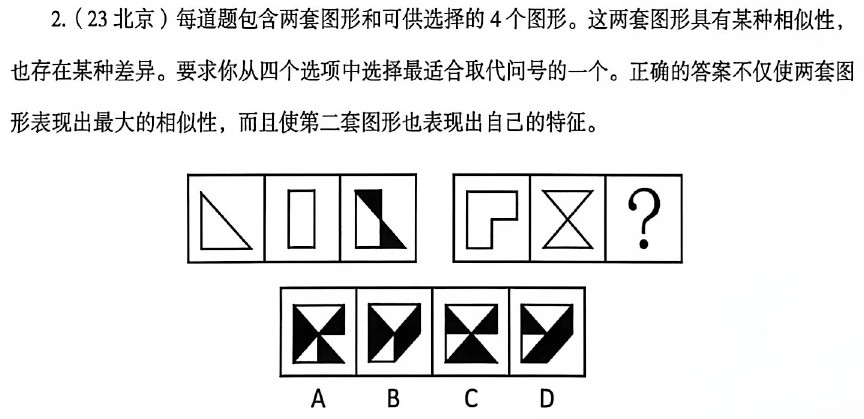 2.（23 北京）每道题包含两套图形和可供选择的 4 个图形。这两套图形具有某种相似性，
也存在某种差异。要求你从四个选项中选择最适合取代问号的一个。正确的答案不仅使两套图
形表现出最大的相似性，而且使第二套图形也表现出自己的特征。
?
A B C D